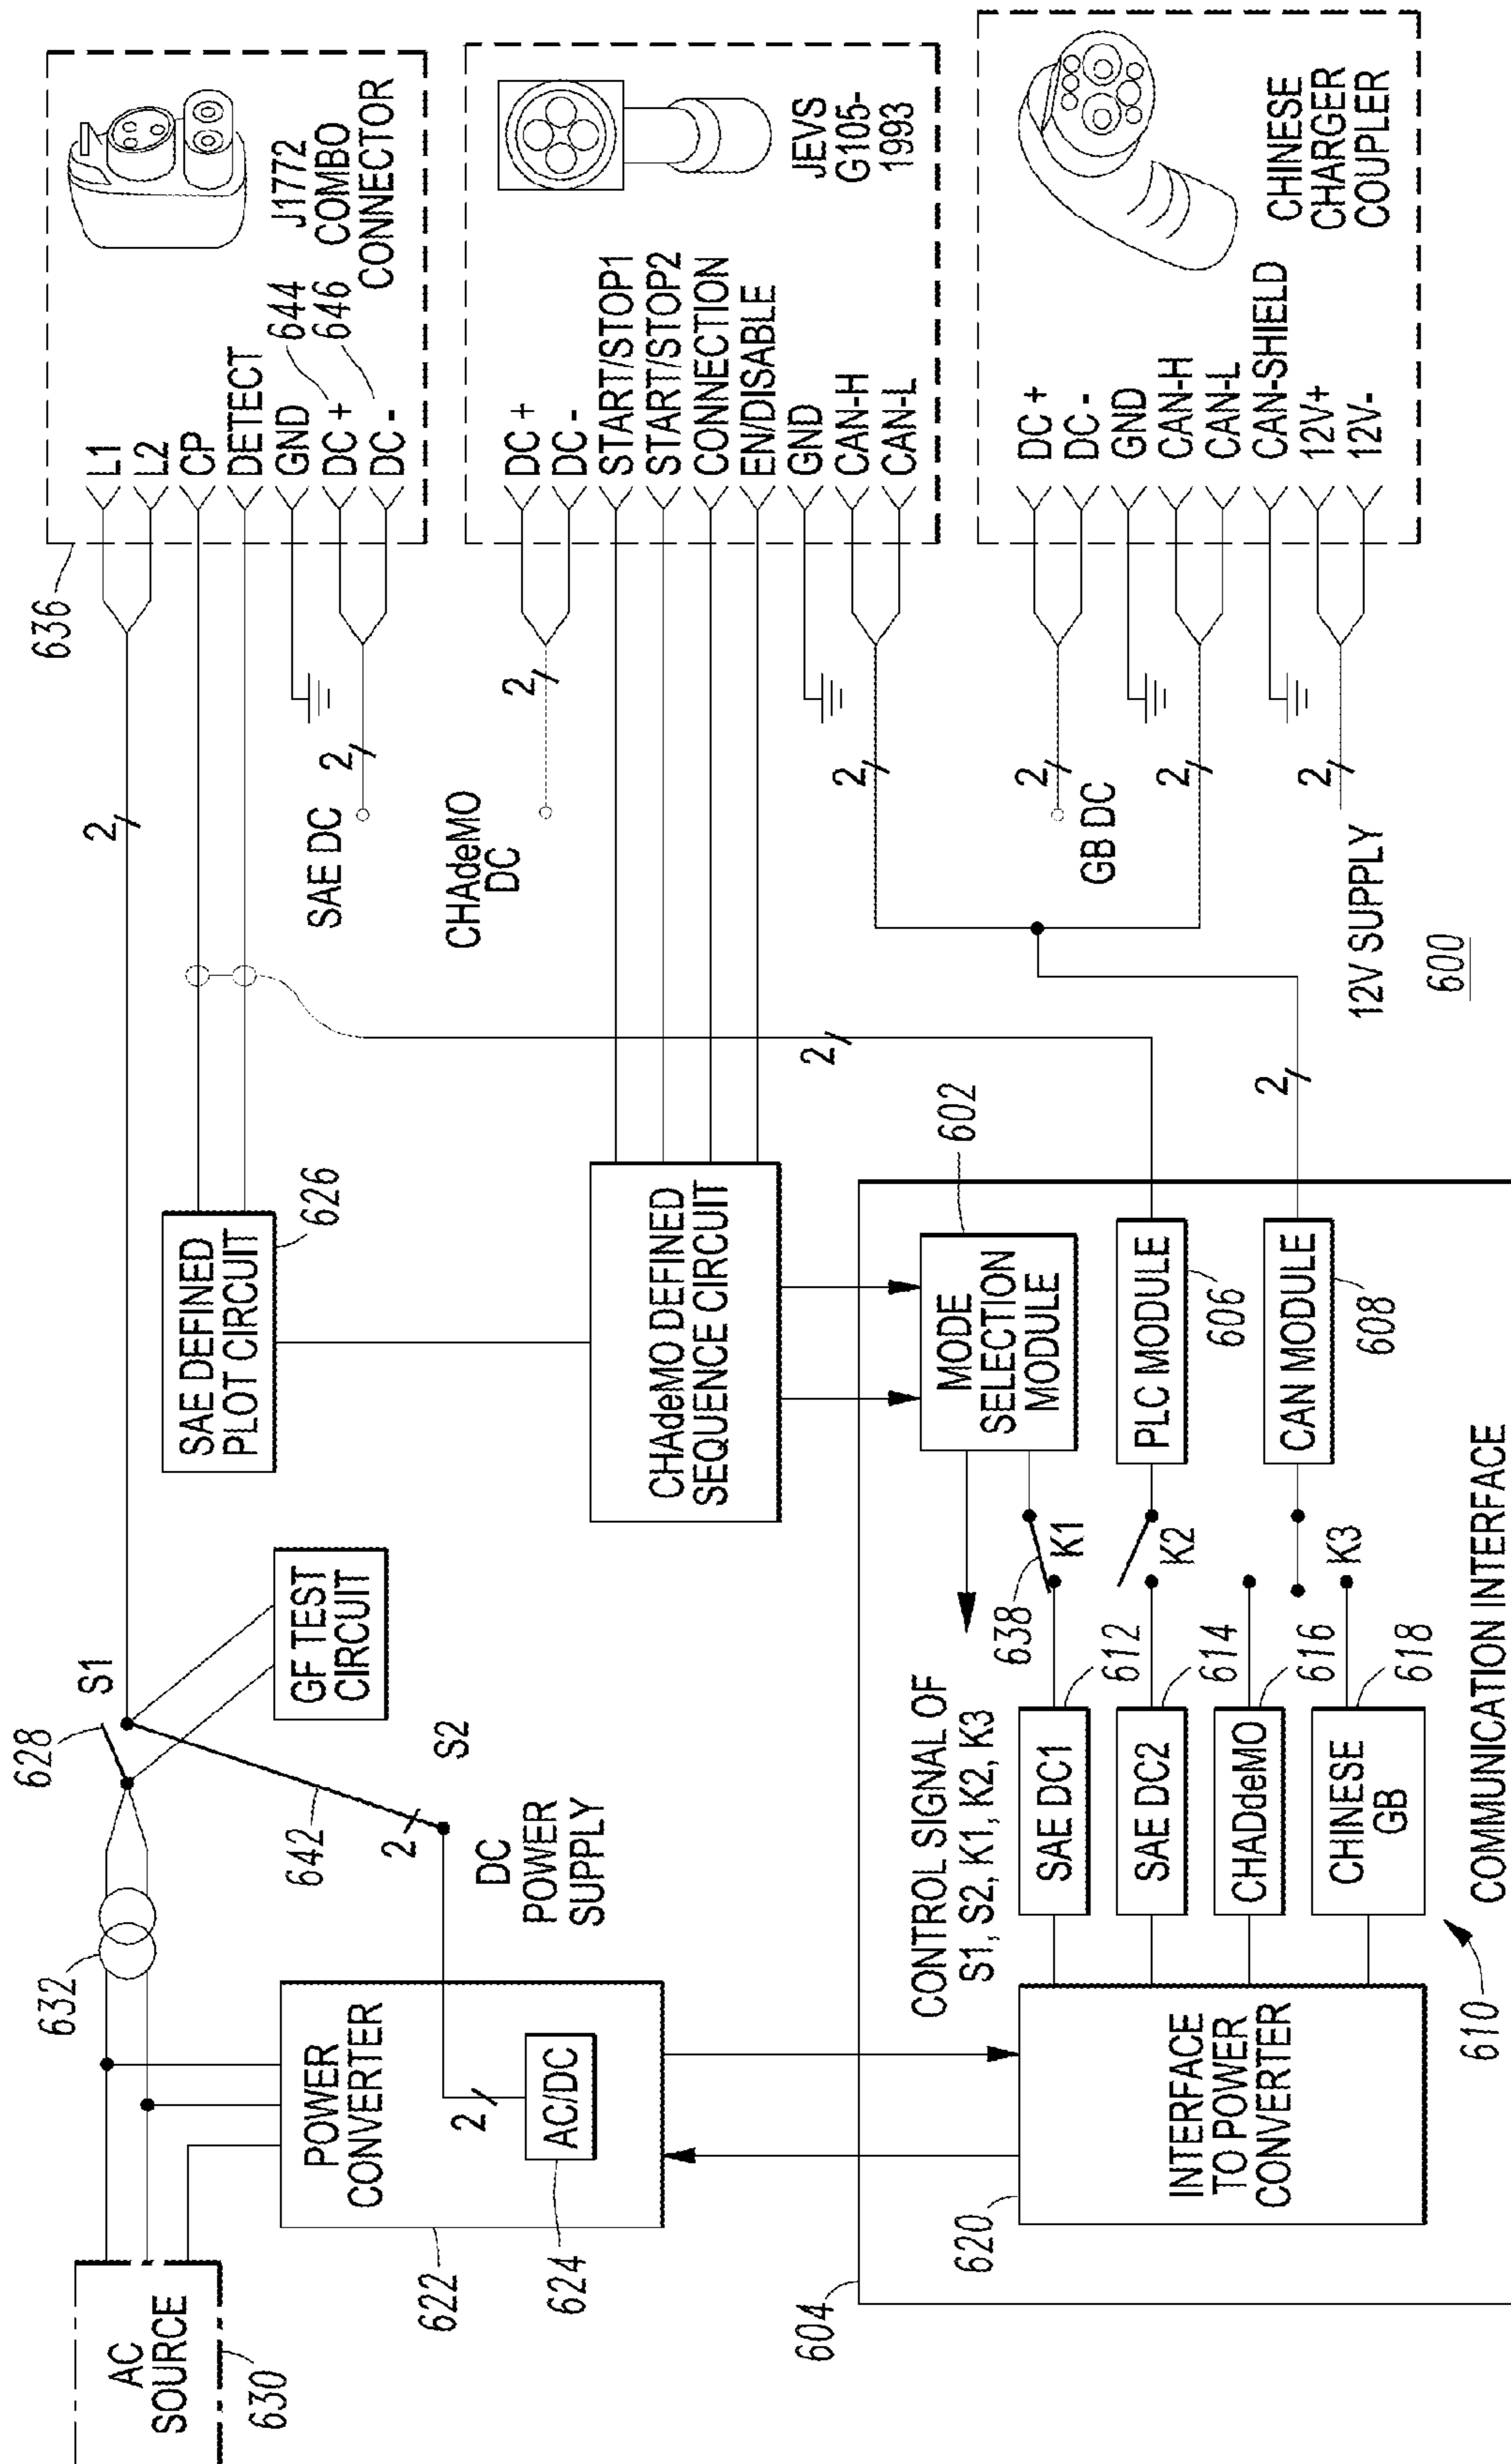 AC
SOURCE
630
632
628
S1
642
2
S2
DC
POWER
SUPPLY
GF TEST
CIRCUIT
POWER
CONVERTER
2
AC/DC
622
624
SAE DEFINED
PLOT CIRCUIT
626
CHAdeMO DEFINED
SEQUENCE CIRCUIT
2
636
L1
L2
CP
DETECT
GND
DC +
DC -
644
646
J1772
COMBO
CONNECTOR
SAE DC
2
CHAdeMO
DC
2
DC +
DC -
START/STOP1
START/STOP2
CONNECTION
EN/DISABLE
GND
CAN-H
CAN-L
JEVS
G105-
1993
2
2
GB DC
2
2
DC +
DC -
GND
CAN-H
CAN-L
CAN-SHIELD
12V+
12V-
CHINESE
CHARGER
COUPLER
12V SUPPLY
2
2
600
604
602
MODE
SELECTION
MODULE
PLC MODULE
606
CAN MODULE
608
CONTROL SIGNAL OF
S1, S2, K1, K2, K3
638
K1
K2
K3
SAE DC1
612
SAE DC2
614
CHADdeMO
616
CHINESE
GB
618
610
620
INTERFACE
TO POWER
CONVERTER
COMMUNICATION INTERFACE